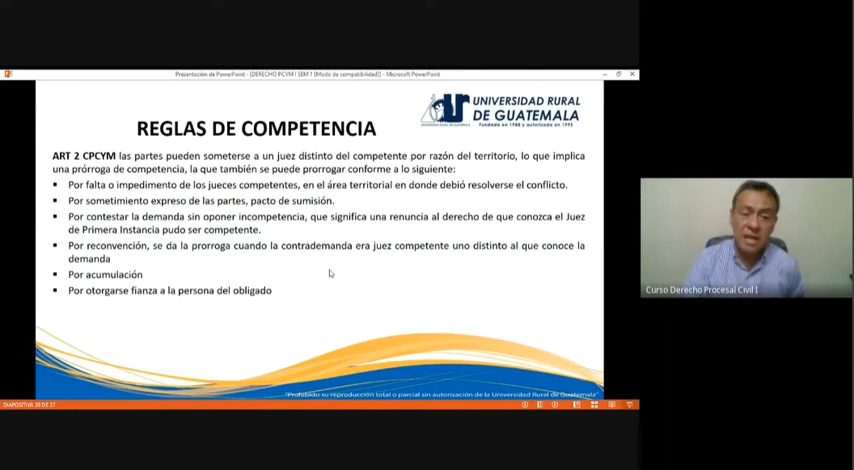 Presentación de PowerPoint - [DERECHO PCYM I SEM 1 [Modo de compatibilidad]] - Microsoft PowerPoint
UNIVERSIDAD RURAL
DE GUATEMALA
Fundada en 1988 y autorizada en 1995
REGLAS DE COMPETENCIA
ART 2 CPCYM las partes pueden someterse a un juez distinto del competente por razón del territorio, lo que implica
una prórroga de competencia, la que también se puede prorrogar conforme a lo siguiente:
▪ Por falta o impedimento de los jueces competentes, en el área territorial en donde debió resolverse el conflicto.
▪ Por sometimiento expreso de las partes, pacto de sumisión.
▪ Por contestar la demanda sin oponer incompetencia, que significa una renuncia al derecho de que conozca el Juez
de Primera Instancia pudo ser competente.
▪ Por reconvención, se da la prorroga cuando la contrademanda era juez competente uno distinto al que conoce la
demanda
▪ Por acumulación
▪ Por otorgarse fianza a la persona del obligado
Curso Derecho Procesal Civil I
"Prohibido su reproducción total o parcial sin autorización de la Universidad Rural de Guatemala"